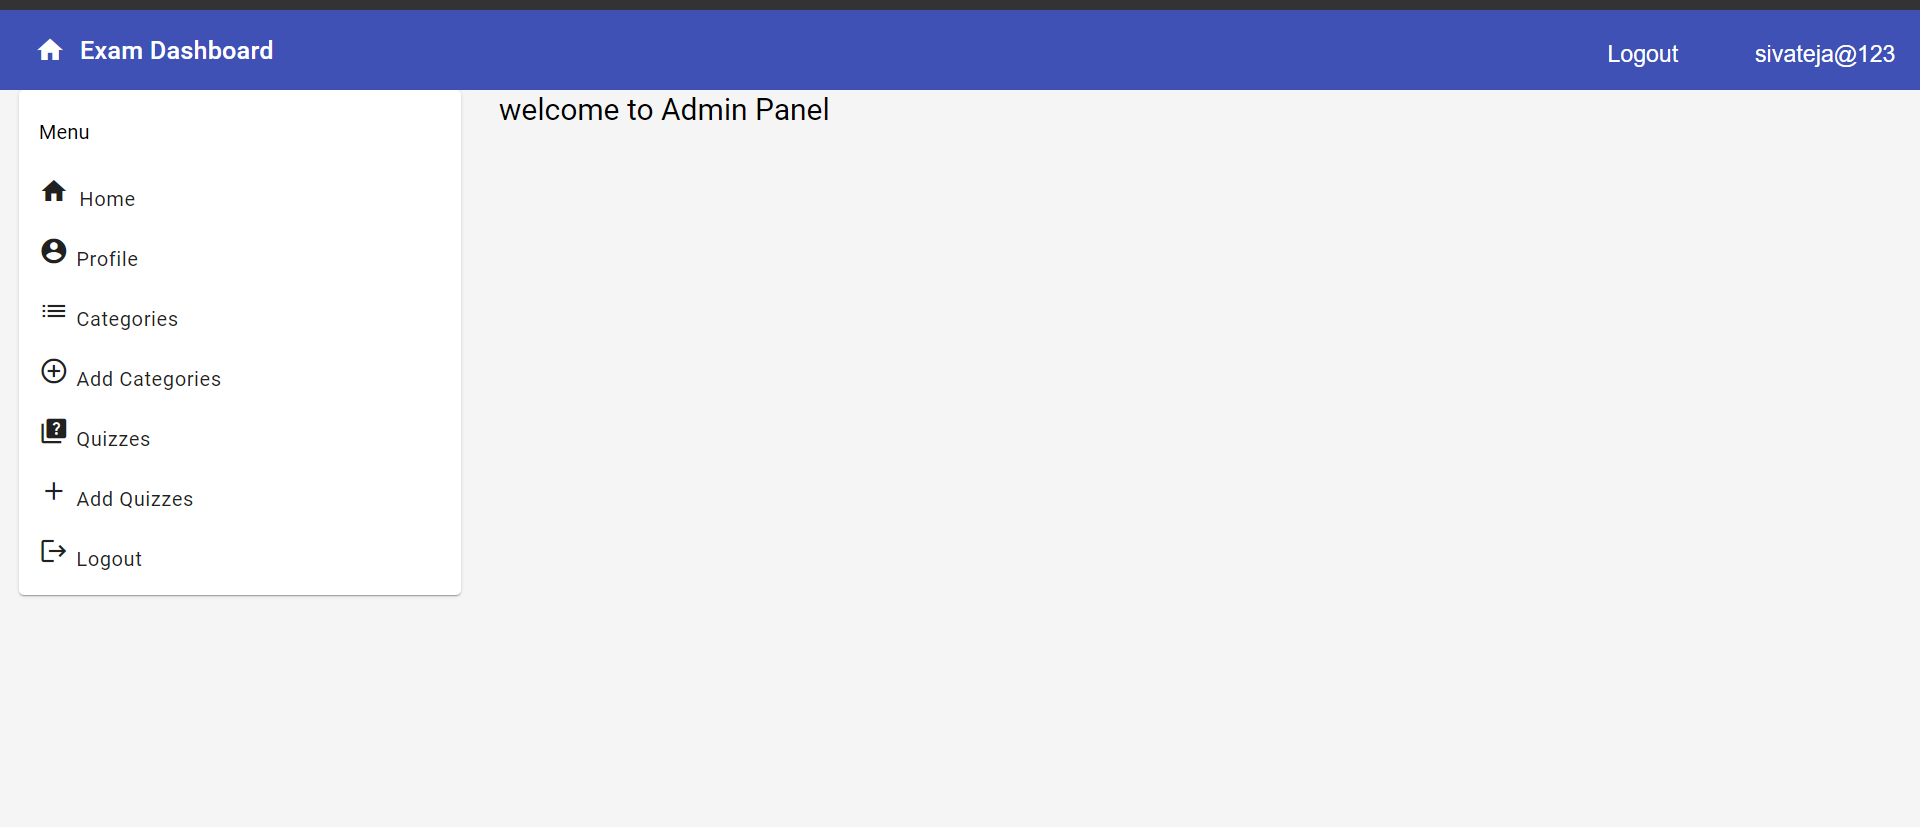 Exam Dashboard
Logout
sivateja@123
Menu
Home
Profile
Categories
Add Categories
Quizzes
Add Quizzes
Logout
welcome to Admin Panel